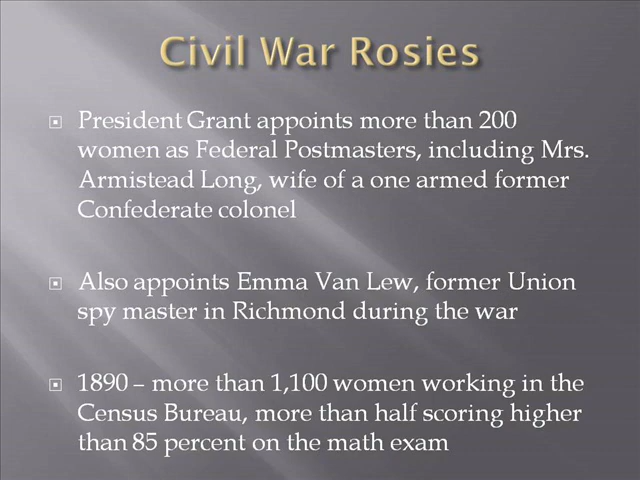 Civil War Rosies
President Grant appoints more than 200
women as Federal Postmasters, including Mrs.
Armistead Long, wife of a one armed former
Confederate colonel
Also appoints Emma Van Lew, former Union
spy master in Richmond during the war
1890 – more than 1,100 women working in the
Census Bureau, more than half scoring higher
than 85 percent on the math exam